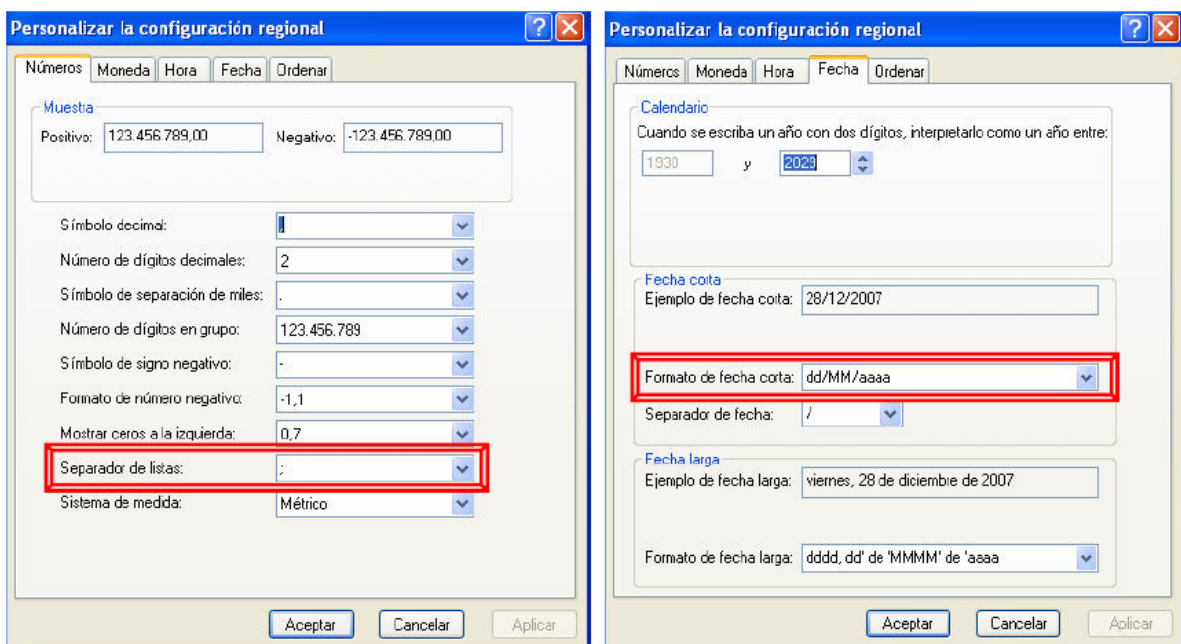 Personalizar la configuración regional
Números Moneda Hora Fecha Ordenar
Muestra
Positivo: 123.456.789,00 Negativo: -123.456.789,00
Símbolo decimal: ,
Número de dígitos decimales: 2
Símbolo de separación de miles: .
Número de dígitos en grupo: 123.456.789
Símbolo de signo negativo: -
Formato de número negativo: -1,1
Mostrar ceros a la izquierda: 0,7
Separador de listas: ;
Sistema de medida: Métrico
Aceptar Cancelar Aplicar
Personalizar la configuración regional
Números Moneda Hora Fecha Ordenar
Calendario
Cuando se escriba un año con dos dígitos, interpretarlo como un año entre:
1930 y 2029
Fecha corta
Ejemplo de fecha corta: 28/12/2007
Formato de fecha corta: dd/MM/aaaa
Separador de fecha: /
Fecha larga
Ejemplo de fecha larga: viernes, 28 de diciembre de 2007
Formato de fecha larga: dddd, dd' de 'MMMM' de 'aaaa
Aceptar Cancelar Aplicar